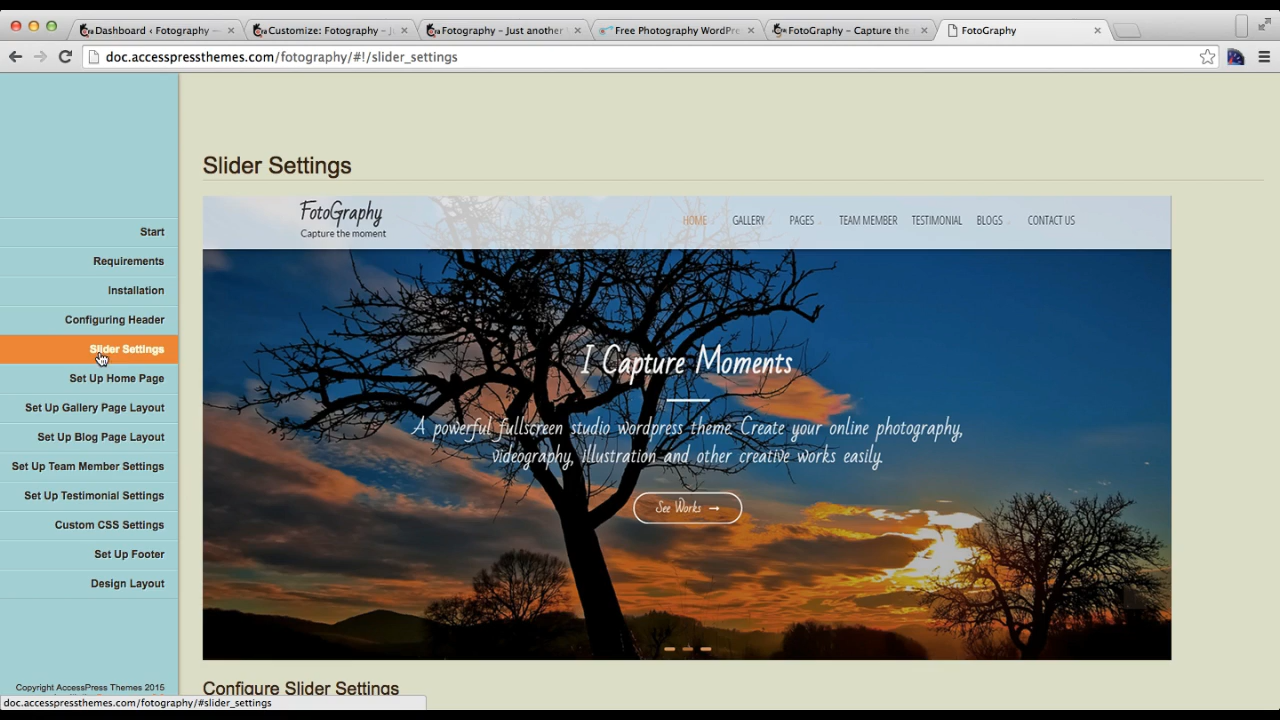 Dashboard ‹ Fotography —
Customize: Fotography – J
Fotography – Just another
Free Photography WordPre
FotoGraphy – Capture the
FotoGraphy
doc.accesspressthemes.com/fotography/#!/slider_settings
Start
Requirements
Installation
Configuring Header
Slider Settings
Set Up Home Page
Set Up Gallery Page Layout
Set Up Blog Page Layout
Set Up Team Member Settings
Set Up Testimonial Settings
Custom CSS Settings
Set Up Footer
Design Layout
Copyright AccessPress Themes 2015
Slider Settings
FotoGraphy
Capture the moment
HOME GALLERY PAGES TEAM MEMBER TESTIMONIAL BLOGS CONTACT US
I Capture Moments
A powerful fullscreen studio wordpress theme. Create your online photography,
videography, illustration and other creative works easily.
See Works →
Configure Slider Settings
doc.accesspressthemes.com/fotography/#slider_settings